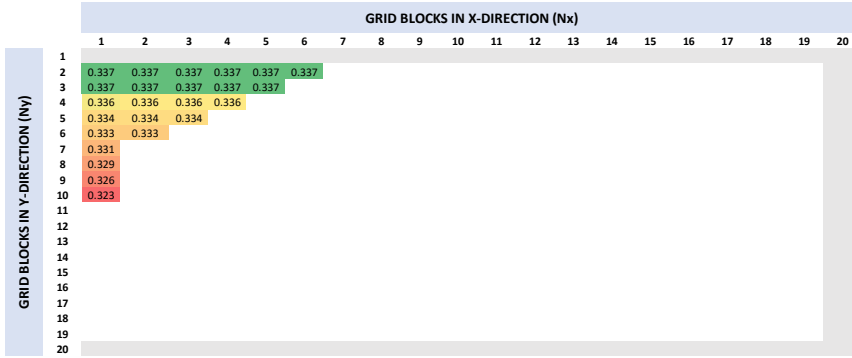 GRID BLOCKS IN X-DIRECTION (Nx)
1 2 3 4 5 6 7 8 9 10 11 12 13 14 15 16 17 18 19 20
GRID BLOCKS IN Y-DIRECTION (Ny)
1
2 0.337 0.337 0.337 0.337 0.337 0.337
3 0.337 0.337 0.337 0.337 0.337
4 0.336 0.336 0.336 0.336
5 0.334 0.334 0.334
6 0.333 0.333
7 0.331
8 0.329
9 0.326
10 0.323
11
12
13
14
15
16
17
18
19
20